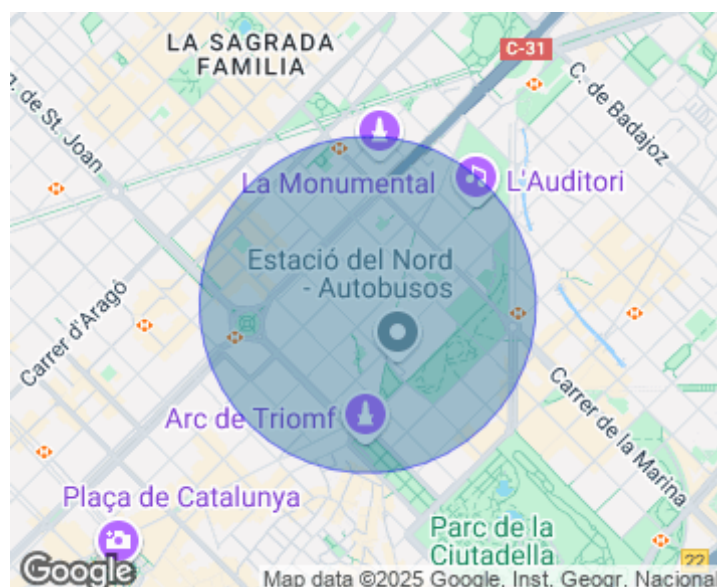 LA SAGRADA
FAMILIA
C-31
C. de Badajoz
g. de St. Joan
La Monumental
L'Auditori
Estació del Nord
- Autobusos
Carrer d'Aragó
Arc de Triomf
Carrer de la Marina
Plaça de Catalunya
Parc de la
Ciutadella
22
Google
Map data ©2025 Google, Inst. Geogr. Nacional